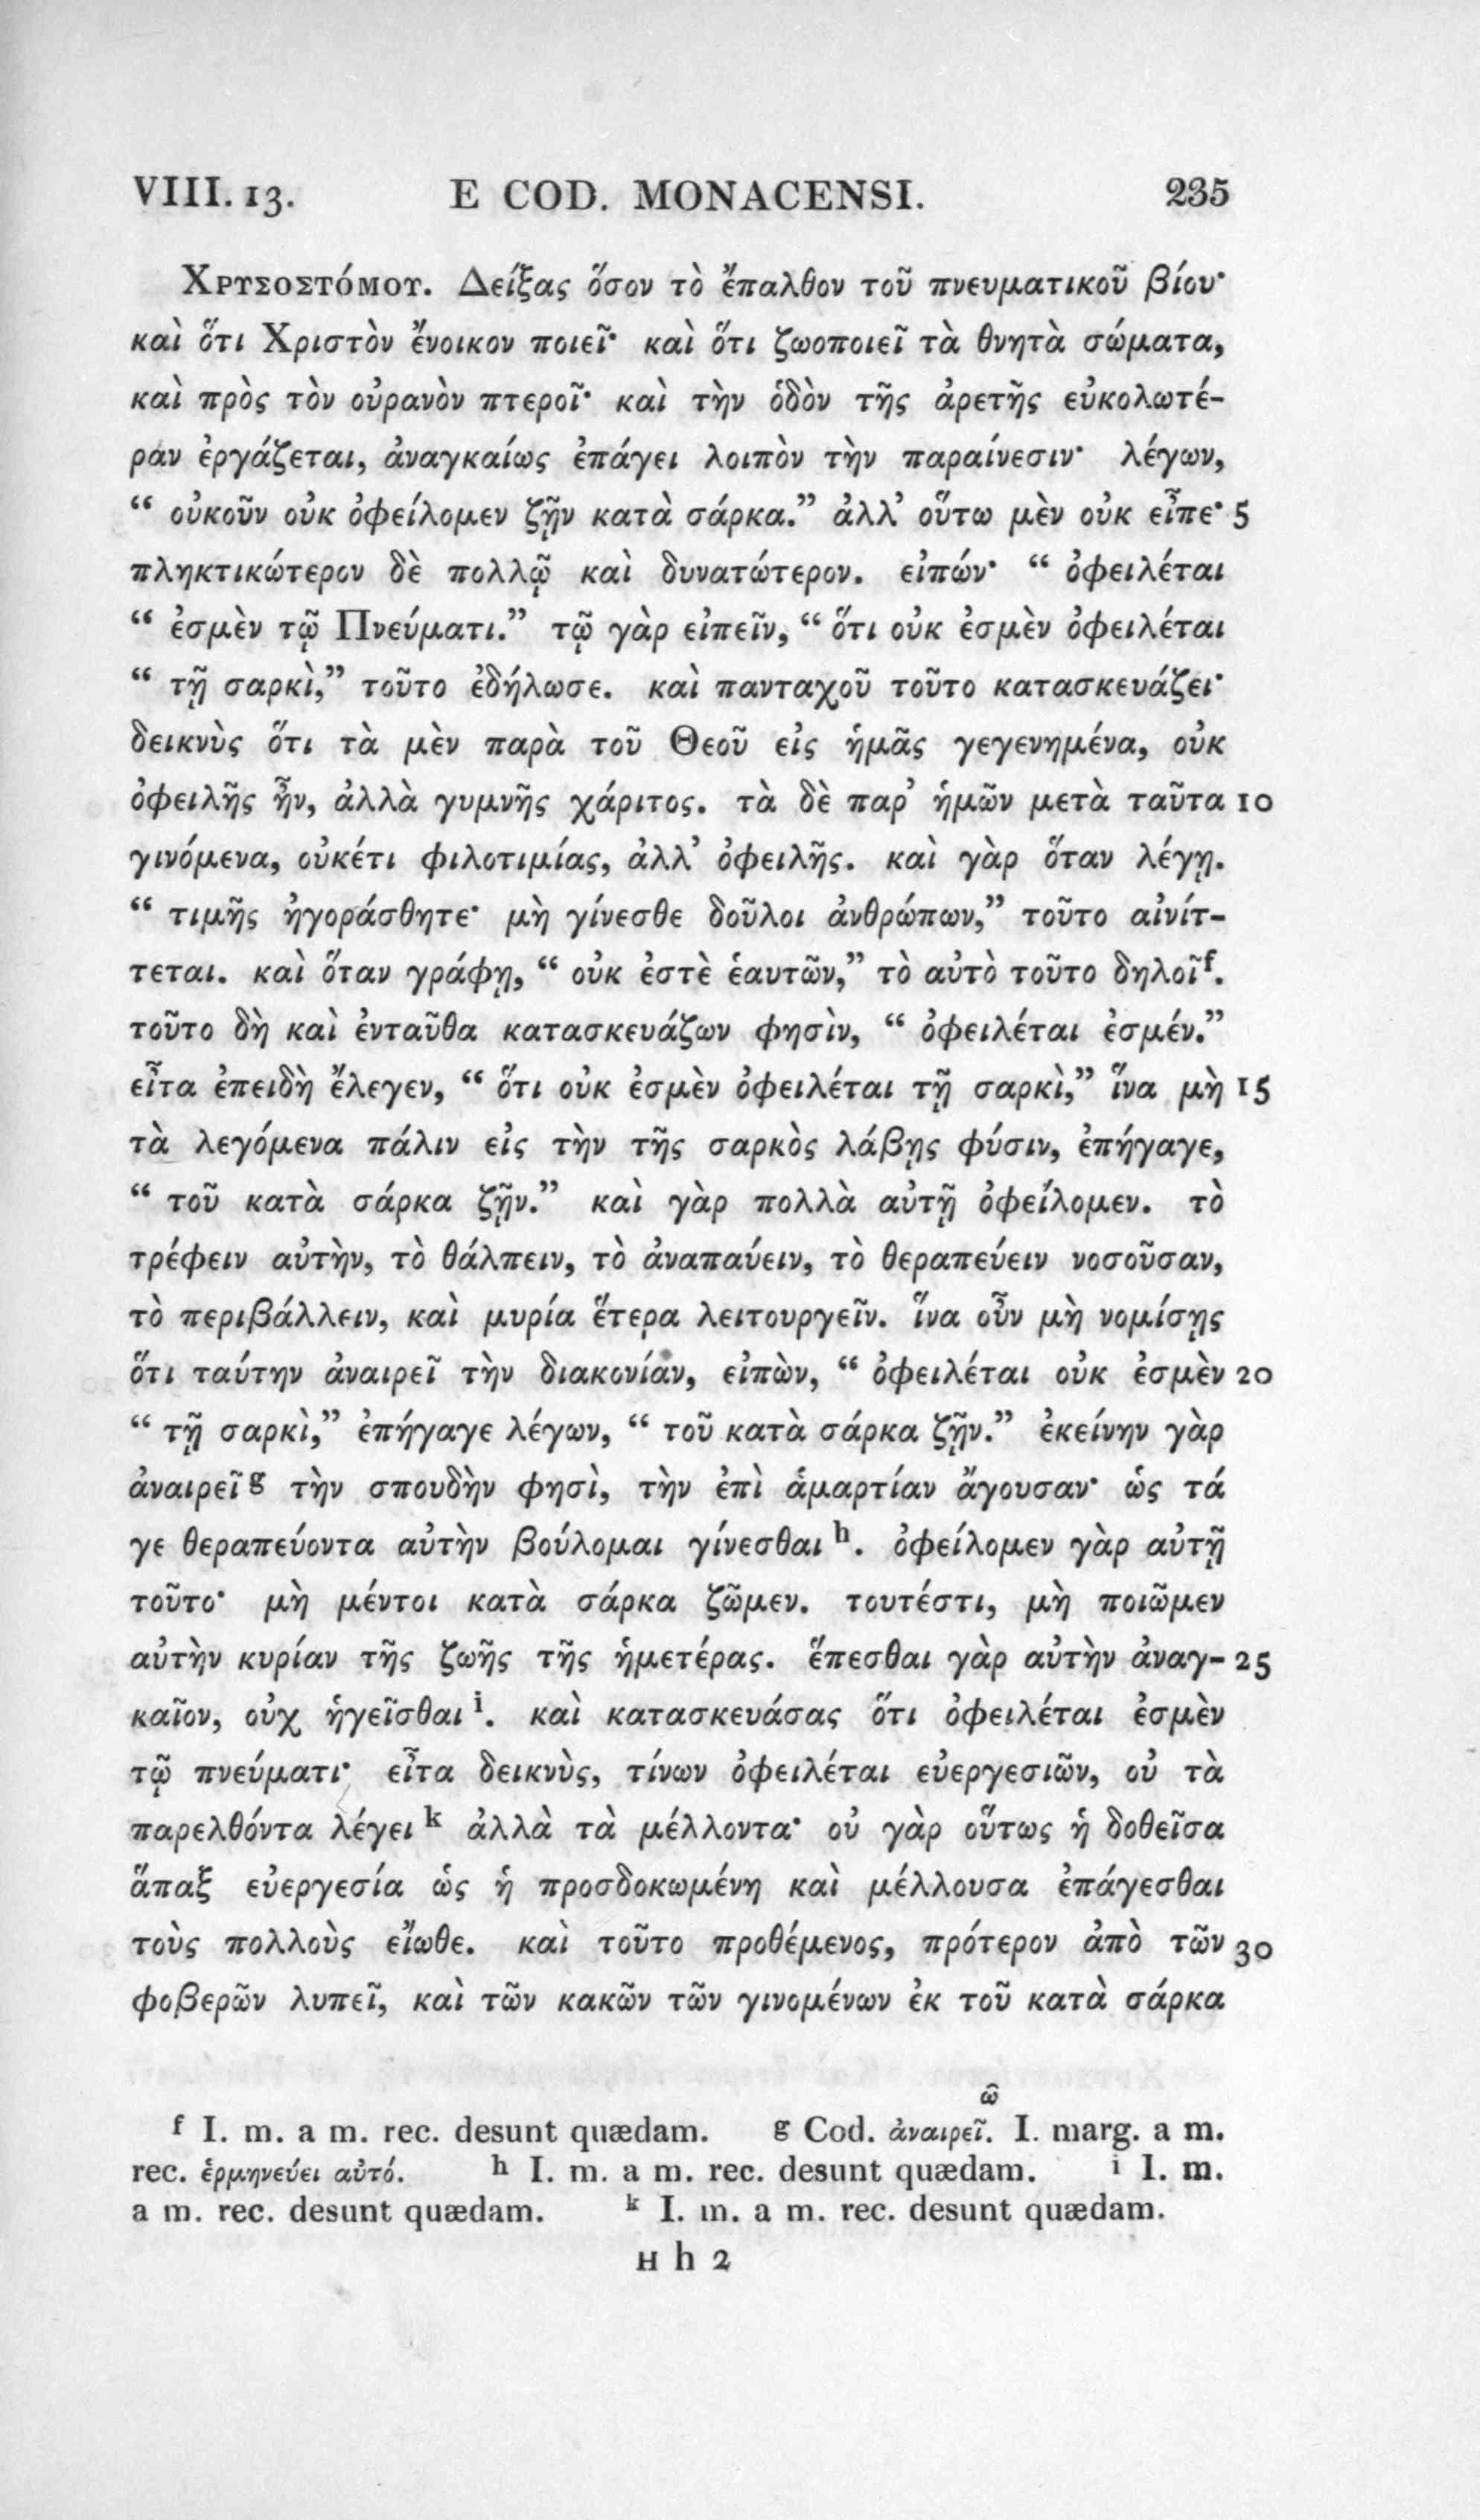 VIII. 13. E COD. MONACENSI. 235
Χρυσοστόμου. Δείξας ὅσον τὸ ἔπαλθον τοῦ πνευματικοῦ βίου·
καὶ ὅτι Χριστὸν ἔνοικον ποιεῖ· καὶ ὅτι ζωοποιεῖ τὰ θνητὰ σώματα,
καὶ πρὸς τὸν οὐρανὸν πτεροῖ· καὶ τὴν ὁδὸν τῆς ἀρετῆς εὐκολωτέ-
ραν ἐργάζεται, ἀναγκαίως ἐπάγει λοιπὸν τὴν παραίνεσιν· λέγων,
“ οὐκοῦν οὐκ ὀφείλομεν ζῇν κατὰ σάρκα.” ἀλλ’ οὕτω μὲν οὐκ εἶπε· 5
πληκτικώτερον δὲ πολλῷ καὶ δυνατώτερον. εἰπών· “ ὀφειλέται
“ ἐσμὲν τῷ Πνεύματι.” τῷ γὰρ εἰπεῖν, “ ὅτι οὐκ ἐσμὲν ὀφειλέται
“ τῇ σαρκὶ,” τοῦτο ἐδήλωσε. καὶ πανταχοῦ τοῦτο κατασκευάζει·
δεικνὺς ὅτι τὰ μὲν παρὰ τοῦ Θεοῦ εἰς ἡμᾶς γεγενημένα, οὐκ
ὀφειλῆς ἦν, ἀλλὰ γυμνῆς χάριτος. τὰ δὲ παρ’ ἡμῶν μετὰ ταῦτα 10
γινόμενα, οὐκέτι φιλοτιμίας, ἀλλ’ ὀφειλῆς. καὶ γὰρ ὅταν λέγῃ.
“ τιμῆς ἠγοράσθητε· μὴ γίνεσθε δοῦλοι ἀνθρώπων,” τοῦτο αἰνίτ-
τεται. καὶ ὅταν γράφῃ, “ οὐκ ἐστὲ ἑαυτῶν,” τὸ αὐτὸ τοῦτο δηλοῖ f.
τοῦτο δὴ καὶ ἐνταῦθα κατασκευάζων φησὶν, “ ὀφειλέται ἐσμέν.”
εἶτα ἐπειδὴ ἔλεγεν, “ ὅτι οὐκ ἐσμὲν ὀφειλέται τῇ σαρκὶ,” ἵνα μὴ 15
τὰ λεγόμενα πάλιν εἰς τὴν τῆς σαρκὸς λάβῃς φύσιν, ἐπήγαγε,
“ τοῦ κατὰ σάρκα ζῇν.” καὶ γὰρ πολλὰ αὐτῇ ὀφείλομεν. τὸ
τρέφειν αὐτὴν, τὸ θάλπειν, τὸ ἀναπαύειν, τὸ θεραπεύειν νοσοῦσαν,
τὸ περιβάλλειν, καὶ μυρία ἕτερα λειτουργεῖν. ἵνα οὖν μὴ νομίσῃς
ὅτι ταύτην ἀναιρεῖ τὴν διακονίαν, εἰπὼν, “ ὀφειλέται οὐκ ἐσμὲν 20
“ τῇ σαρκὶ,” ἐπήγαγε λέγων, “ τοῦ κατὰ σάρκα ζῇν.” ἐκείνην γὰρ
ἀναιρεῖ g τὴν σπουδὴν φησὶ, τὴν ἐπὶ ἁμαρτίαν ἄγουσαν· ὡς τά
γε θεραπεύοντα αὐτὴν βούλομαι γίνεσθαι h. ὀφείλομεν γὰρ αὐτῇ
τοῦτο· μὴ μέντοι κατὰ σάρκα ζῶμεν. τουτέστι, μὴ ποιῶμεν
αὐτὴν κυρίαν τῆς ζωῆς τῆς ἡμετέρας. ἕπεσθαι γὰρ αὐτὴν ἀναγ- 25
καῖον, οὐχ ἡγεῖσθαι i. καὶ κατασκευάσας ὅτι ὀφειλέται ἐσμὲν
τῷ πνεύματι· εἶτα δεικνὺς, τίνων ὀφειλέται εὐεργεσιῶν, οὐ τὰ
παρελθόντα λέγει k ἀλλὰ τὰ μέλλοντα· οὐ γὰρ οὕτως ἡ δοθεῖσα
ἅπαξ εὐεργεσία ὡς ἡ προσδοκωμένη καὶ μέλλουσα ἐπάγεσθαι
τοὺς πολλοὺς εἴωθε. καὶ τοῦτο προθέμενος, πρότερον ἀπὸ τῶν 30
φοβερῶν λυπεῖ, καὶ τῶν κακῶν τῶν γινομένων ἐκ τοῦ κατὰ σάρκα
ῶ
f I. m. a m. rec. desunt quædam. g Cod. ἀναιρεῖ. I. marg. a m.
rec. ἑρμηνεύει αὐτό. h I. m. a m. rec. desunt quædam. i I. m.
a m. rec. desunt quædam. k I. m. a m. rec. desunt quædam.
H h 2